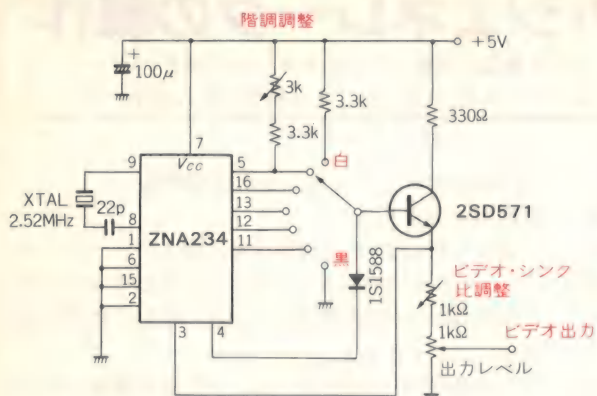 階調調整
+5V
+
100μ
3k
3.3k
3.3k
330Ω
7
VCC
9
5
白
XTAL
2.52MHz
22p
8
16
13
12
11
1
6
15
2
ZNA234
2SD571
黒
1S1588
ビデオ・シンク
比調整
1kΩ
1kΩ
ビデオ出力
出力レベル
3
4